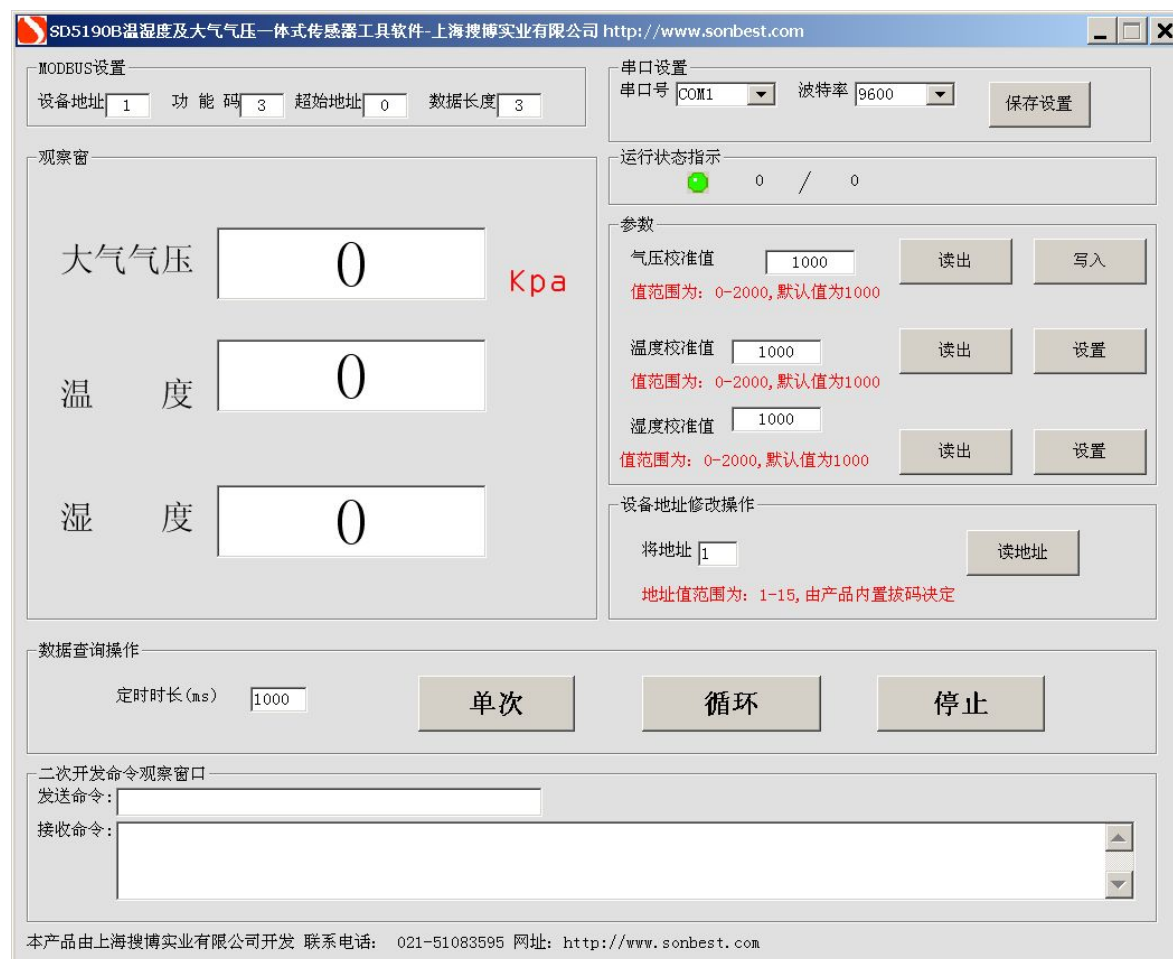 SD5190B温湿度及大气气压一体式传感器工具软件-上海搜博实业有限公司 http://www.sonbest.com
MODBUS设置
设备地址 1 功 能 码 3 超始地址 0 数据长度 3
串口设置
串口号 COM1 波特率 9600 保存设置
观察窗
大气气压 0 Kpa
温 度 0
湿 度 0
运行状态指示
0 / 0
参数
气压校准值 1000 读出 写入
值范围为: 0-2000,默认值为1000
温度校准值 1000 读出 设置
值范围为: 0-2000,默认值为1000
湿度校准值 1000
值范围为: 0-2000,默认值为1000 读出 设置
设备地址修改操作
将地址 1 读地址
地址值范围为: 1-15,由产品内置拔码决定
数据查询操作
定时时长(ms) 1000 单次 循环 停止
二次开发命令观察窗口
发送命令:
接收命令:
本产品由上海搜博实业有限公司开发 联系电话: 021-51083595 网址: http://www.sonbest.com